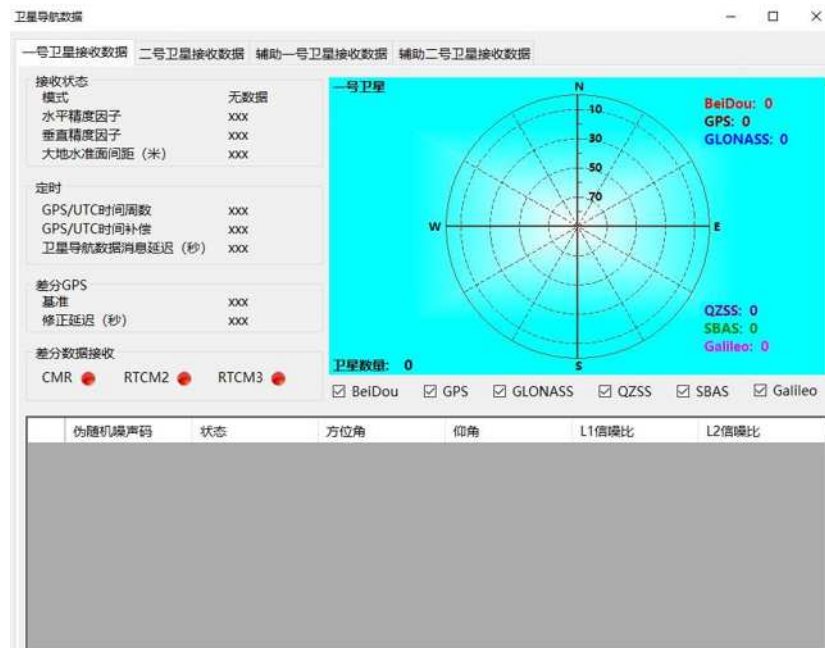 卫星导航数据
一号卫星接收数据 二号卫星接收数据 辅助一号卫星接收数据 辅助二号卫星接收数据
接收状态
模式 无数据
水平精度因子 xxx
垂直精度因子 xxx
大地水准面间距（米） xxx
定时
GPS/UTC时间周数 xxx
GPS/UTC时间补偿 xxx
卫星导航数据消息延迟（秒） xxx
差分GPS
基准 xxx
修正延迟（秒） xxx
差分数据接收
CMR RTCM2 RTCM3
一号卫星
N
10
30
50
70
W E
S
BeiDou: 0
GPS: 0
GLONASS: 0
QZSS: 0
SBAS: 0
Galileo: 0
卫星数量: 0
BeiDou GPS GLONASS QZSS SBAS Galileo
伪随机噪声码 状态 方位角 仰角 L1信噪比 L2信噪比